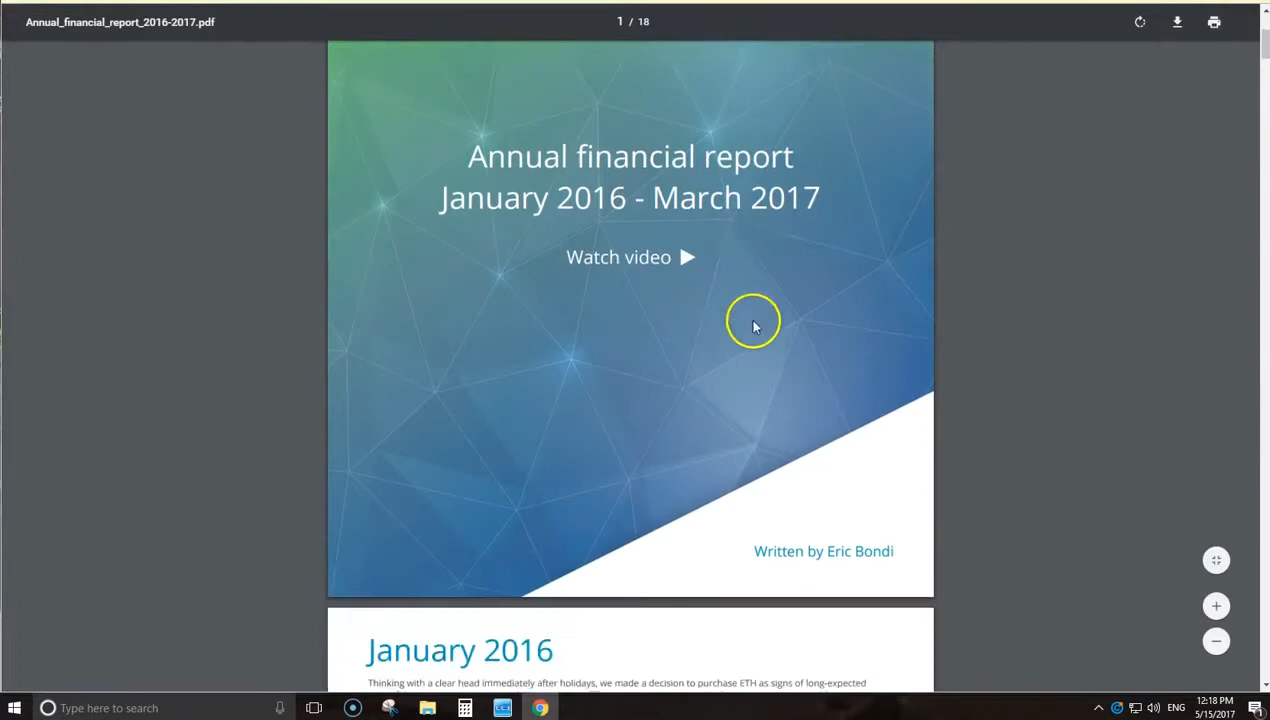 Annual_financial_report_2016-2017.pdf
1 / 18
Annual financial report
January 2016 - March 2017
Watch video
Written by Eric Bondi
January 2016
Thinking with a clear head immediately after holidays, we made a decision to purchase ETH as signs of long-expected
Type here to search
ENG
12:18 PM
5/15/2017